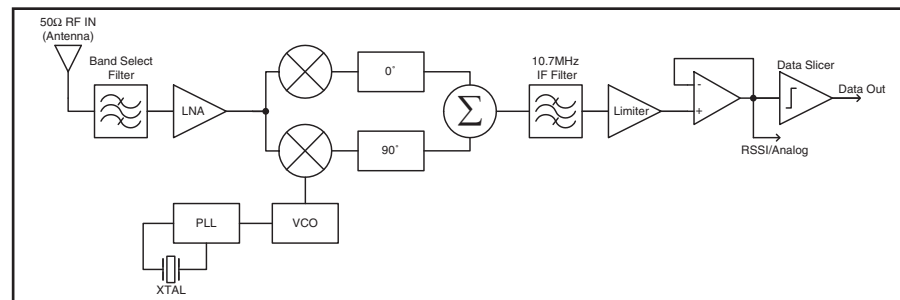 50Ω RF IN
(Antenna)
Band Select
Filter
LNA
0°
90°
Σ
10.7MHz
IF Filter
Limiter
-
+
Data Slicer
Data Out
RSSI/Analog
PLL
VCO
XTAL